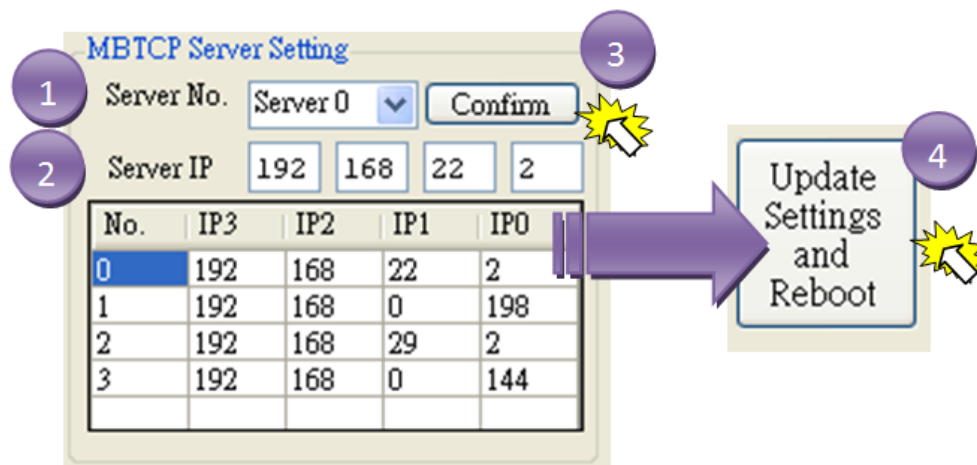 MBTCP Server Setting
3
1
Server No. Server 0 Confirm
2
Server IP 192 168 22 2
4
Update
Settings
and
Reboot
No. IP3 IP2 IP1 IP0
0 192 168 22 2
1 192 168 0 198
2 192 168 29 2
3 192 168 0 144